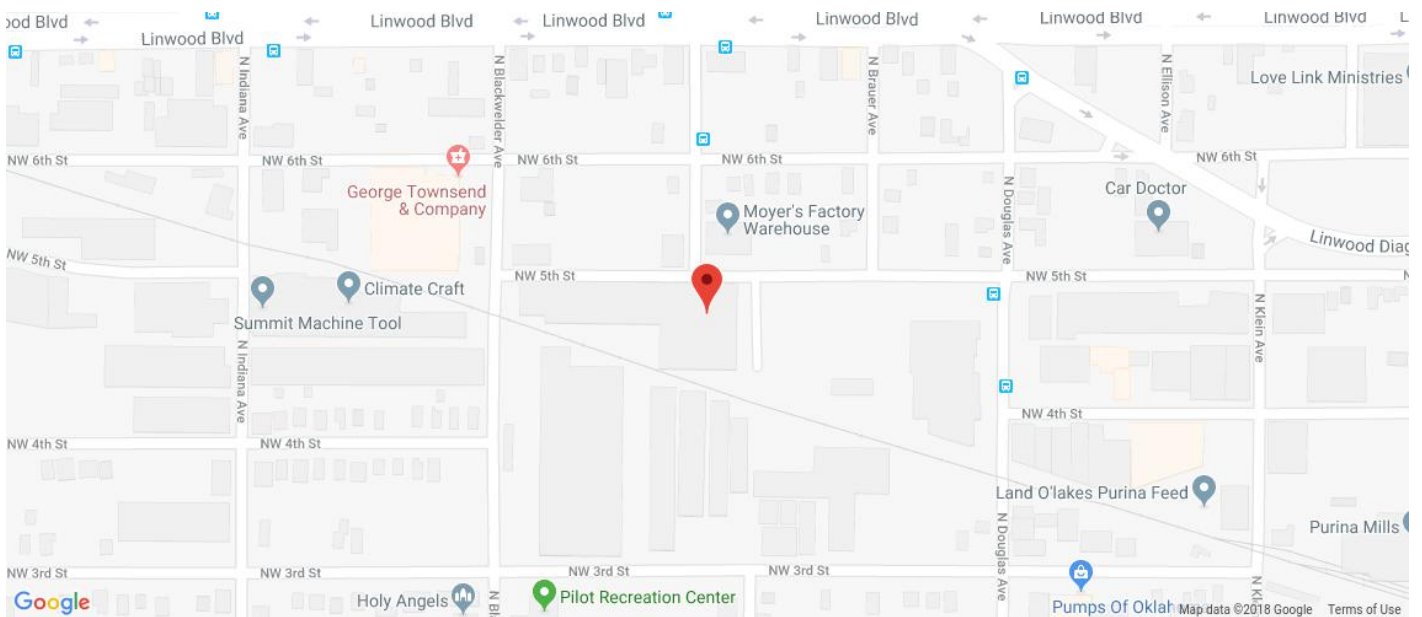 ood Blvd
Linwood Blvd
Linwood Blvd
Linwood Blvd
Linwood Blvd
Linwood Blvd
Linwood Blvd
L
N Indiana Ave
N Blackwelder Ave
N Brauer Ave
N Ellison Ave
Love Link Ministries
NW 6th St
NW 6th St
NW 6th St
NW 6th St
NW 6th St
George Townsend
& Company
Moyer's Factory
Warehouse
N Douglas Ave
Car Doctor
Linwood Diag
NW 5th St
NW 5th St
NW 5th St
Climate Craft
Summit Machine Tool
N Klein Ave
N Indiana Ave
NW 4th St
NW 4th St
NW 4th St
Land O'lakes Purina Feed
Purina Mills
N Douglas Ave
NW 3rd St
NW 3rd St
NW 3rd St
NW 3rd St
Google
Holy Angels
N Bl
Pilot Recreation Center
Pumps Of Oklah
N Kl
Map data ©2018 Google
Terms of Use